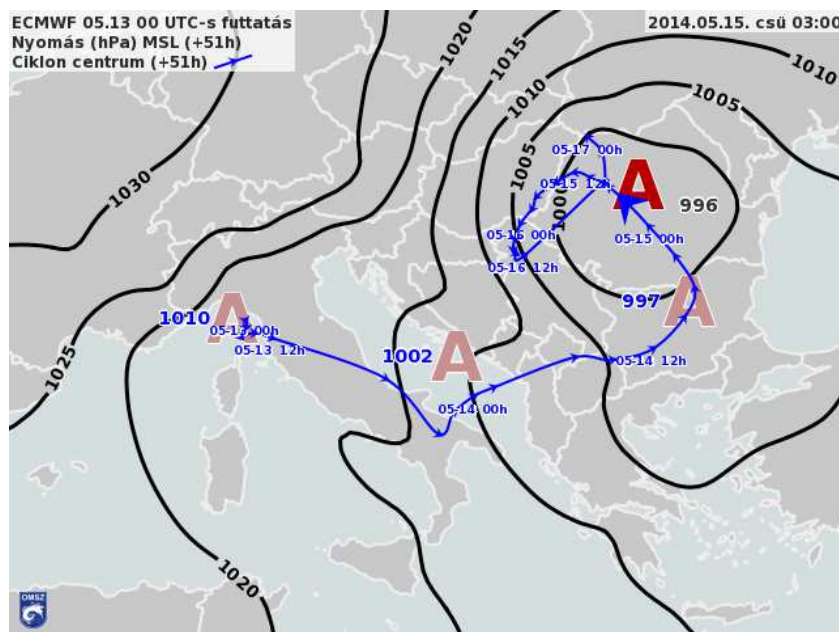 ECMWF 05.13 00 UTC-s futtatás
Nyomás (hPa) MSL (+51h)
Ciklon centrum (+51h)
2014.05.15. csü 03:00
1020
1015
1010
1010
1005
1005
1000
1030
1025
1020
A
996
05-17 00h
05-15 12h
05-15 00h
05-16 00h
05-16 12h
A
997
05-14 12h
A
1010
05-13 00h
05-13 12h
A
1002
05-14 00h
OMSZ